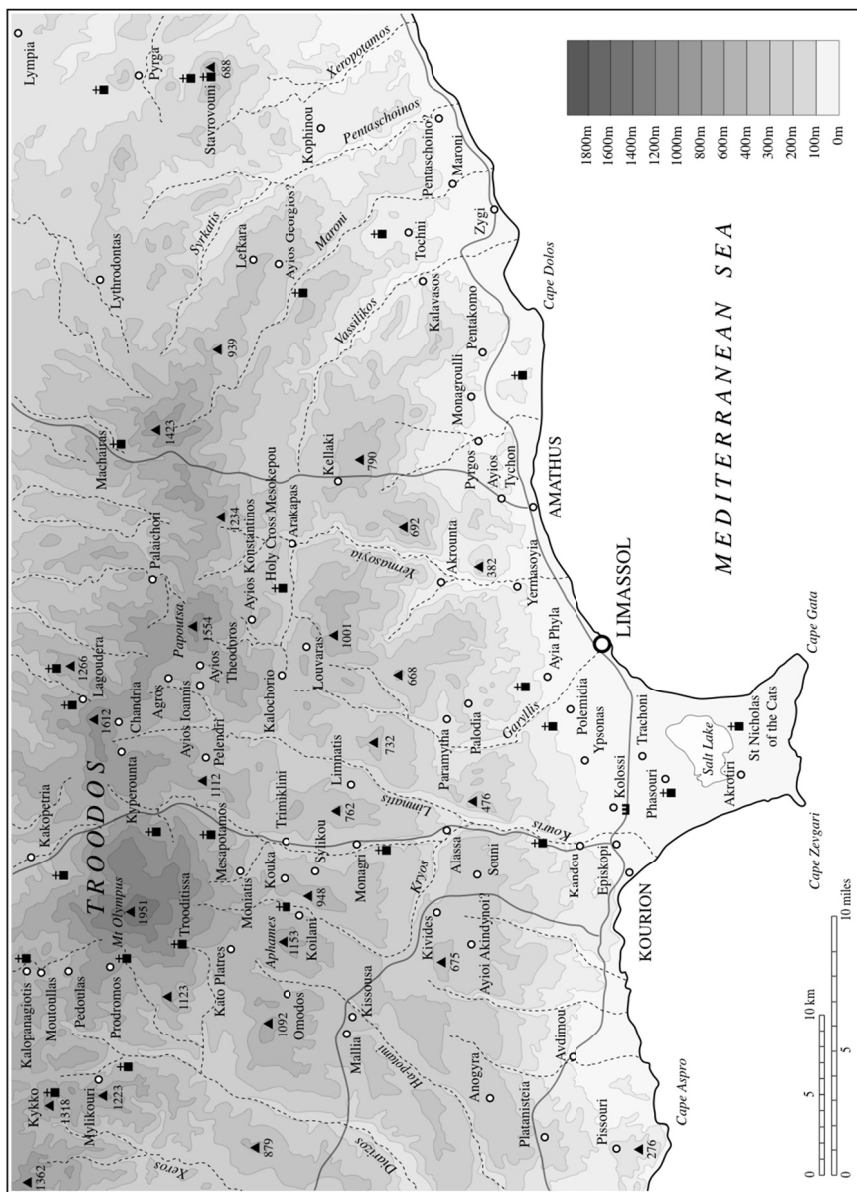 Lympia
Pyrga
688
Stavrovouni
Xeropotamos
Kophinou
Pentaschoinos
Pentaschoino?
Maroni
Syrkatis
Lythrodontas
Lefkara
Ayios Georgios?
Maroni
Tochni
Zygi
Vassilikos
Kalavasos
Cape Dolos
939
1423
Machairas
Pentakomo
Monagroulli
Kellaki
790
Pyrgos
Ayios
Tychon
AMATHUS
1234
Palaichori
Holy Cross Mesokepou
Arakapas
Ayios Konstantinos
692
Yermasoyia
Akrounta
382
Yermasoyia
Papoutsa
1554
1266
Lagoudera
1612
Chandria
Agros
Ayios
Theodoros
Ayios Ioannis
Kalochorio
Louvaras
1001
668
LIMASSOL
Ayia Phyla
Garyllis
Polemicia
Paramytha
Palodia
Ypsonas
Pelendri
1112
Kyperounta
TROODOS
Kakopetria
Limnatis
732
762
Limnatis
476
Trimiklini
Mesapotamos
Kouris
Kolossi
Trachoni
Phasouri
Salt Lake
St Nicholas
of the Cats
Akrotiri
Cape Gata
Cape Zevgari
Mt Olympus
1951
Trooditissa
Moniatis
Kouka
Sylikou
Monagri
948
Alassa
Souni
Kryos
Kandou
Episkopi
KOURION
Aphames
1153
Koilani
Kato Platres
Kalopanagiotis
Moutoullas
Pedoulas
Prodromos
1123
1092
Omodos
Kissousa
Mallia
Kivides
675
Ayioi Akindynoi?
Ha-potami
Avdimou
Anogyra
Platanisteia
Pissouri
276
Cape Aspro
Kykko
1318
Mylikouri
1223
1362
Xeros
879
Diarizos
MEDITERRANEAN SEA
1800m
1600m
1400m
1200m
1000m
800m
600m
400m
300m
200m
100m
0m
0 5 10 km
0 5 10 miles